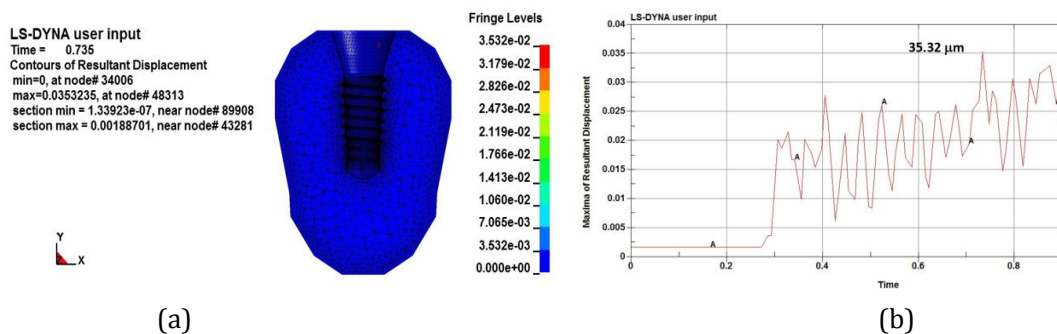 LS-DYNA user input
Time = 0.735
Contours of Resultant Displacement
min=0, at node# 34006
max=0.0353235, at node# 48313
section min = 1.33923e-07, near node# 89908
section max = 0.00188701, near node# 43281
Y
X
Fringe Levels
3.532e-02
3.179e-02
2.826e-02
2.473e-02
2.119e-02
1.766e-02
1.413e-02
1.060e-02
7.065e-03
3.532e-03
0.000e+00
(a)
LS-DYNA user input
35.32 µm
Maxima of Resultant Displacement
0.04
0.035
0.03
0.025
0.02
0.015
0.01
0.005
0
A
A
A
A
0
0.2
0.4
0.6
0.8
Time
(b)